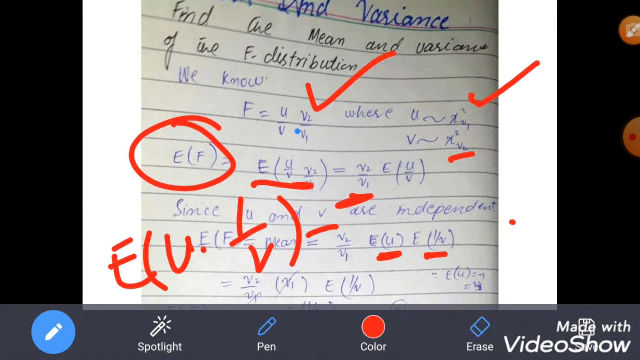 And Variance
Find the Mean and variance
of the F-distribution
We know:
F = u/v v₂/v₁ where u ~ χ²v₁
v ~ χ²v₂
E(F) = E(u/v v₂/v₁) = v₂/v₁ E(u/v)
Since u and v are independent.
E(F = mean = v₂/v₁ E(u) E(1/v)
E(u · 1/v)
= v₂/v₁ (v₁) E(1/v) ∵ E(u)=n
Spotlight Pen Color Erase Save
Made with
VideoShow